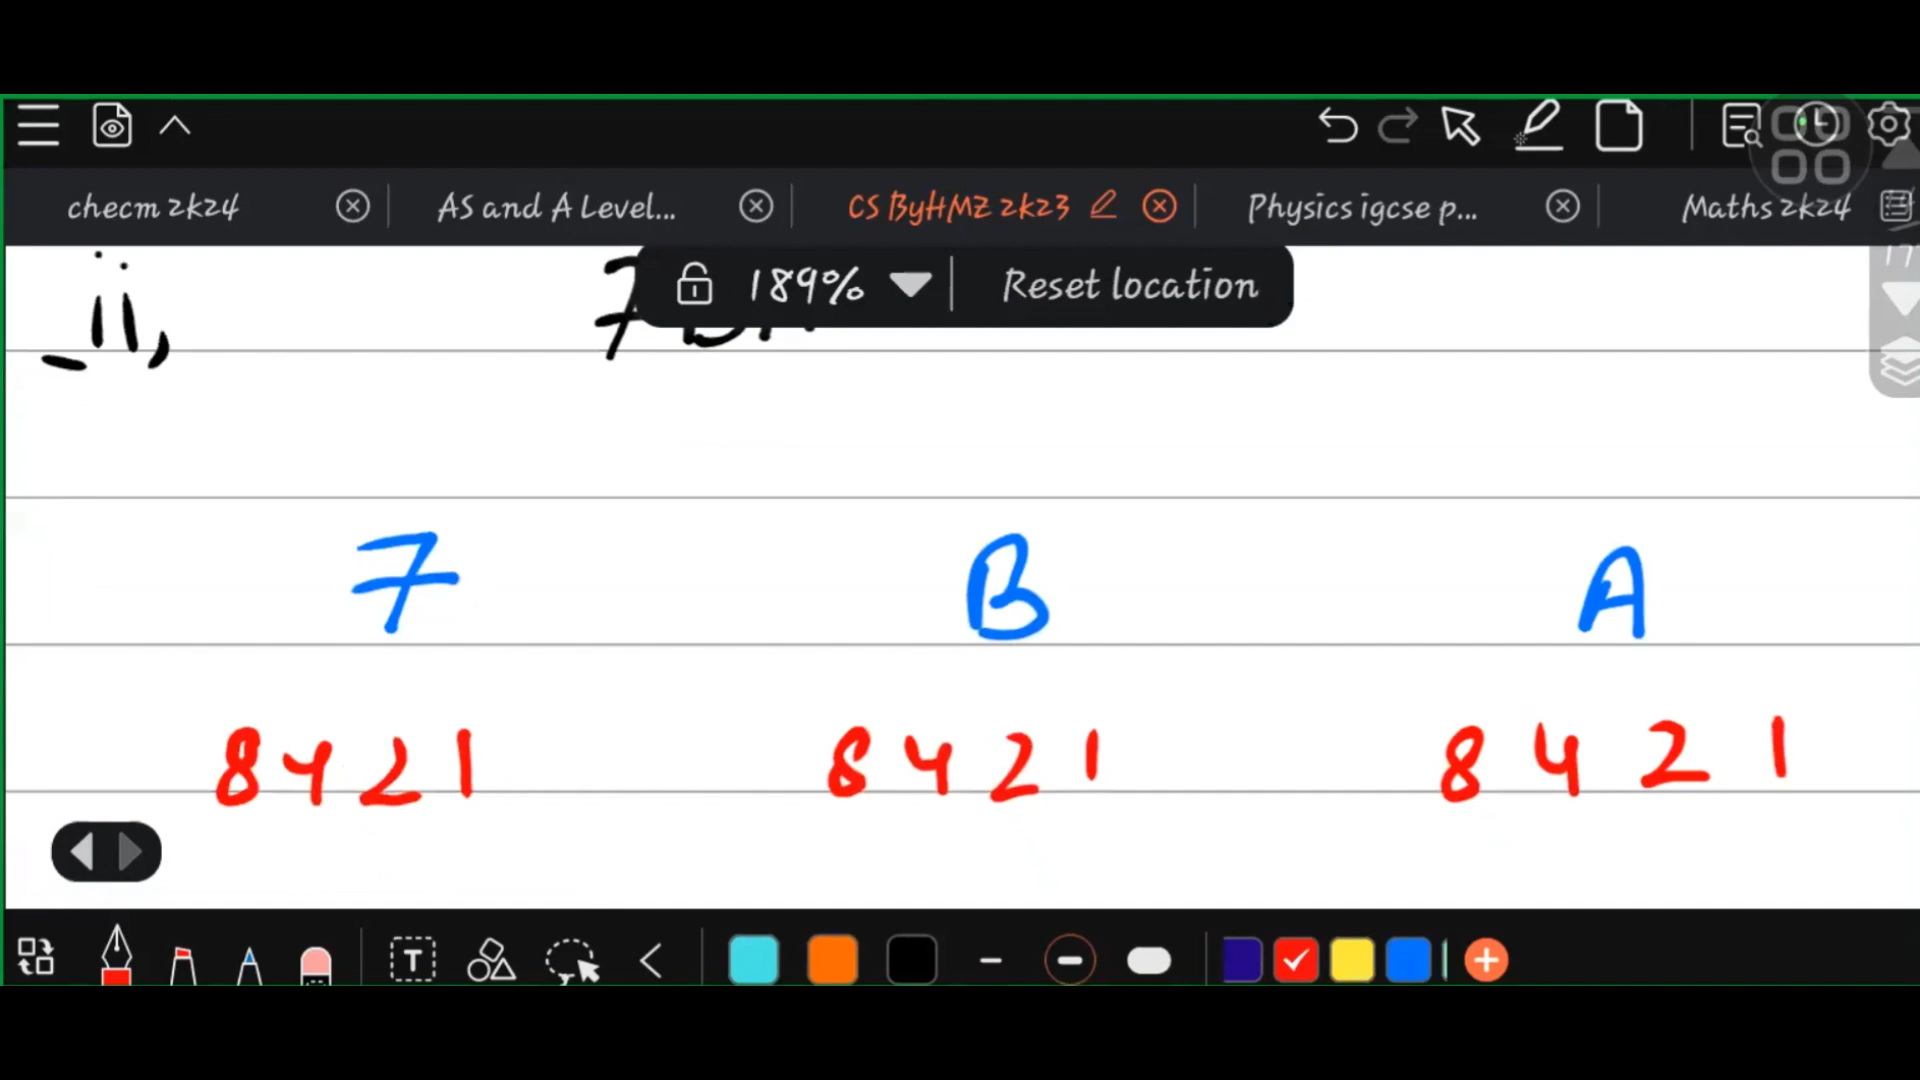 checm 2k24 AS and A Level... CS ByHMZ 2k23 Physics igcse p... Maths 2k24
189% Reset location
ii,
7 B A
8421 8421 8421
T